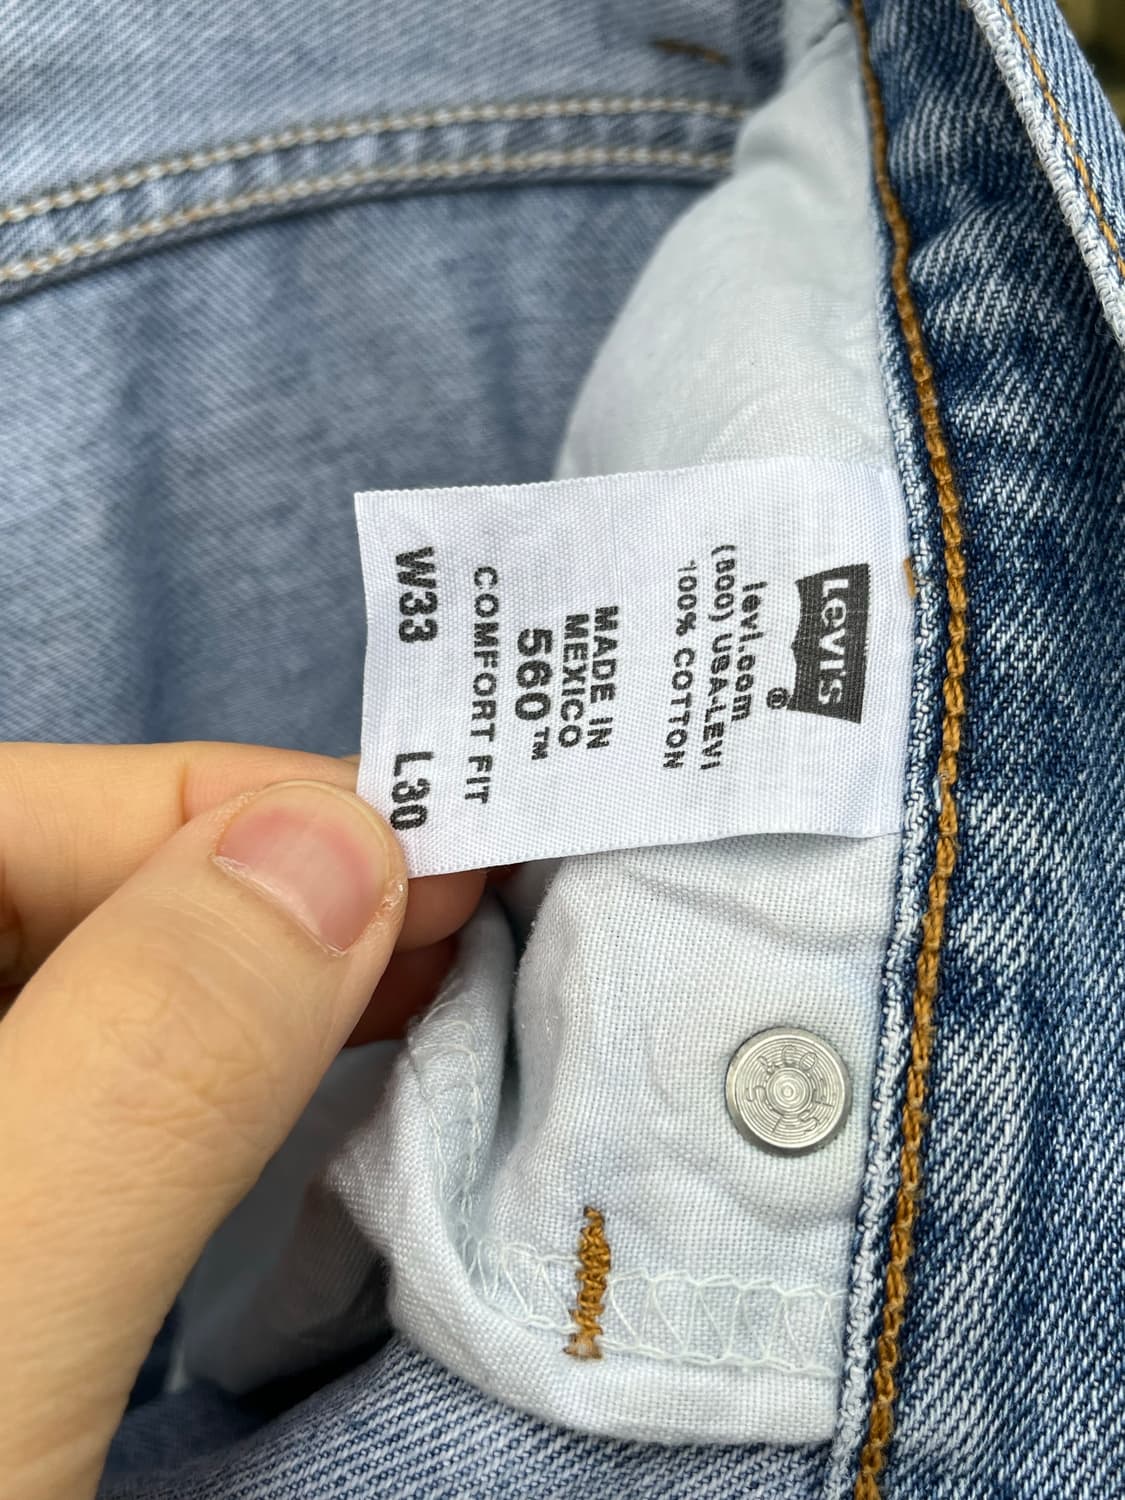 Levi's
®
levi.com
(800) USA-LEVI
100% COTTON
MADE IN
MEXICO
560™
COMFORT FIT
W33 L30